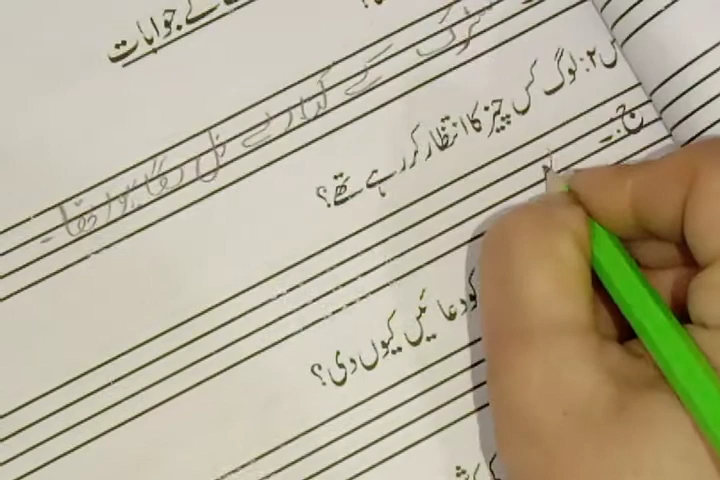 کے جوابات
سڑک کے کنارے نل لگا ہوا تھا۔
س۲: لوگ کس چیز کا انتظار کر رہے تھے؟
ج:۔
کو دعائیں کیوں دی؟